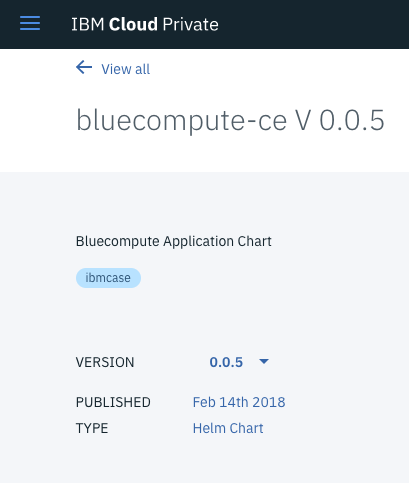 IBM Cloud Private
View all
bluecompute-ce V 0.0.5
Bluecompute Application Chart
ibmcase
VERSION 0.0.5
PUBLISHED Feb 14th 2018
TYPE Helm Chart